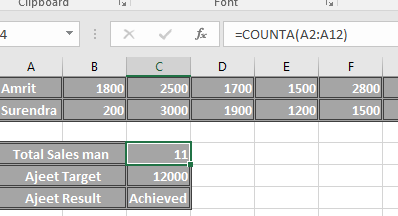 Clipboard Font
4 =COUNTA(A2:A12)
A B C D E F
Amrit 1800 2500 1700 1500 2800
Surendra 200 3000 1900 1200 1500
Total Sales man 11
Ajeet Target 12000
Ajeet Result Achieved